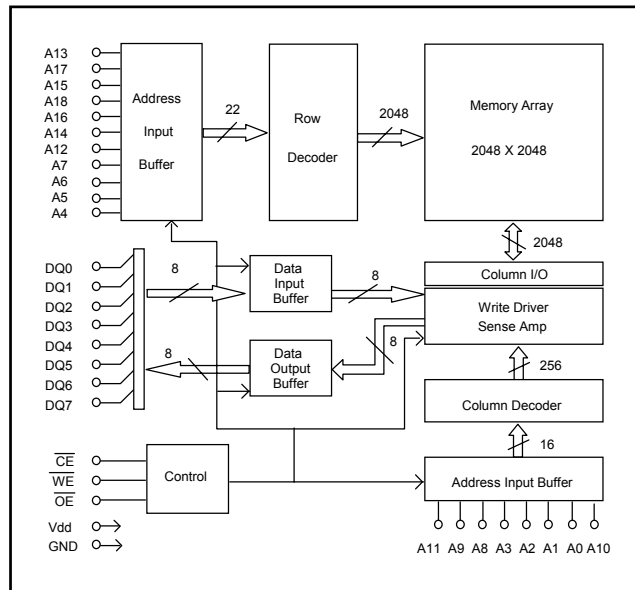 A13
A17
A15
A18
A16
A14
A12
A7
A6
A5
A4
Address
Input
Buffer
22
Row
Decoder
2048
Memory Array
2048 X 2048
2048
Column I/O
Write Driver
Sense Amp
DQ0
DQ1
DQ2
DQ3
DQ4
DQ5
DQ6
DQ7
8
Data
Input
Buffer
8
8
Data
Output
Buffer
8
256
Column Decoder
16
Address Input Buffer
CE
WE
OE
Control
Vdd
GND
A11 A9 A8 A3 A2 A1 A0 A10